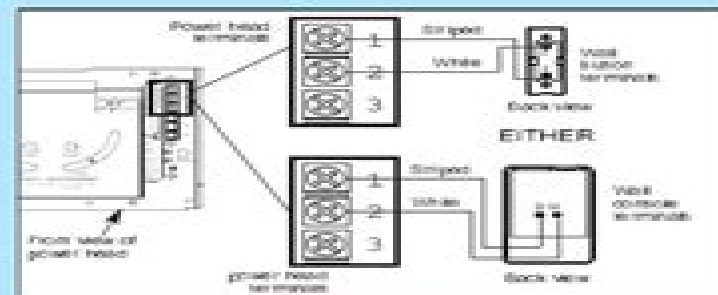 Power head
terminals
1
2
3
Striped
White
Wall
button
terminals
Back view
EITHER
Front view of
power head
1
2
3
Striped
White
Wall
console
terminals
power head
terminals
Back view